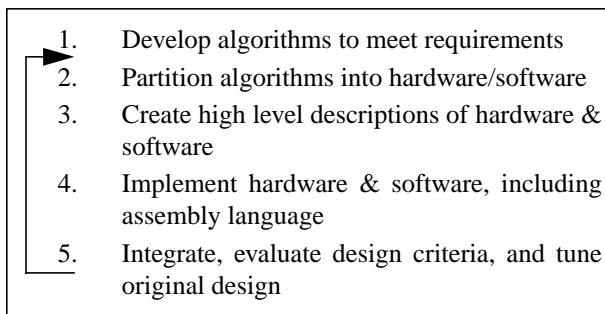 1. Develop algorithms to meet requirements
2. Partition algorithms into hardware/software
3. Create high level descriptions of hardware &
software
4. Implement hardware & software, including
assembly language
5. Integrate, evaluate design criteria, and tune
original design